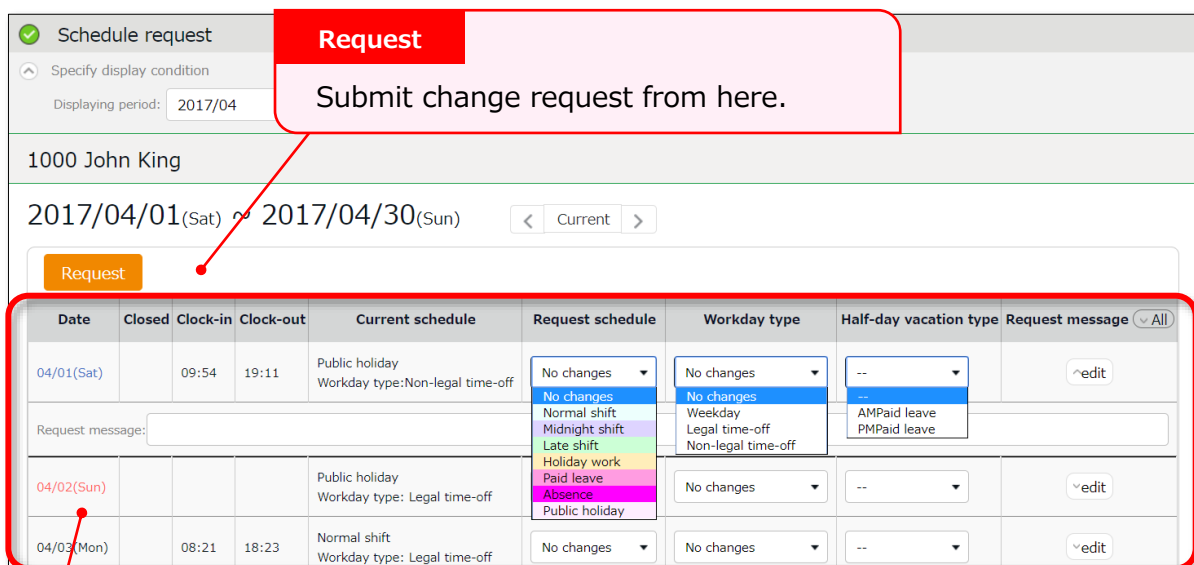 Schedule request
Request
Submit change request from here.
Specify display condition
Displaying period: 2017/04
1000 John King
2017/04/01(Sat) ~ 2017/04/30(Sun)
Current
Request
Date Closed Clock-in Clock-out Current schedule Request schedule Workday type Half-day vacation type Request message All
04/01(Sat) 09:54 19:11 Public holiday No changes No changes -- edit
Workday type:Non-legal time-off
No changes No changes --
Normal shift Weekday AMPaid leave
Midnight shift Legal time-off PMPaid leave
Late shift Non-legal time-off
Holiday work
Paid leave
Absence
Public holiday
Request message:
04/02(Sun) Public holiday No changes -- edit
Workday type: Legal time-off
04/03(Mon) 08:21 18:23 Normal shift No changes No changes -- edit
Workday type: Legal time-off